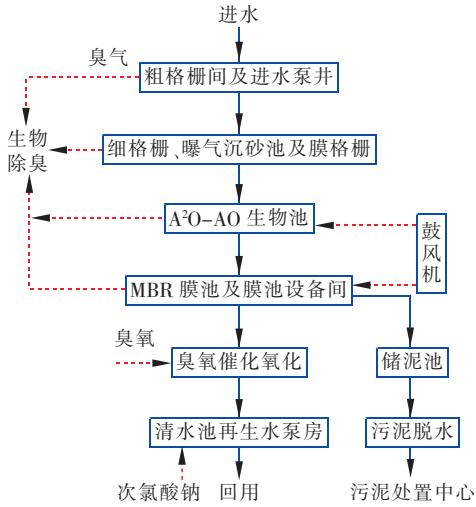 进水
臭气
粗格栅间及进水泵井
生物
除臭
细格栅、曝气沉砂池及膜格栅
A²O-AO 生物池
鼓
风
机
MBR 膜池及膜池设备间
臭氧
臭氧催化氧化
储泥池
清水池再生水泵房
污泥脱水
次氯酸钠
回用
污泥处置中心